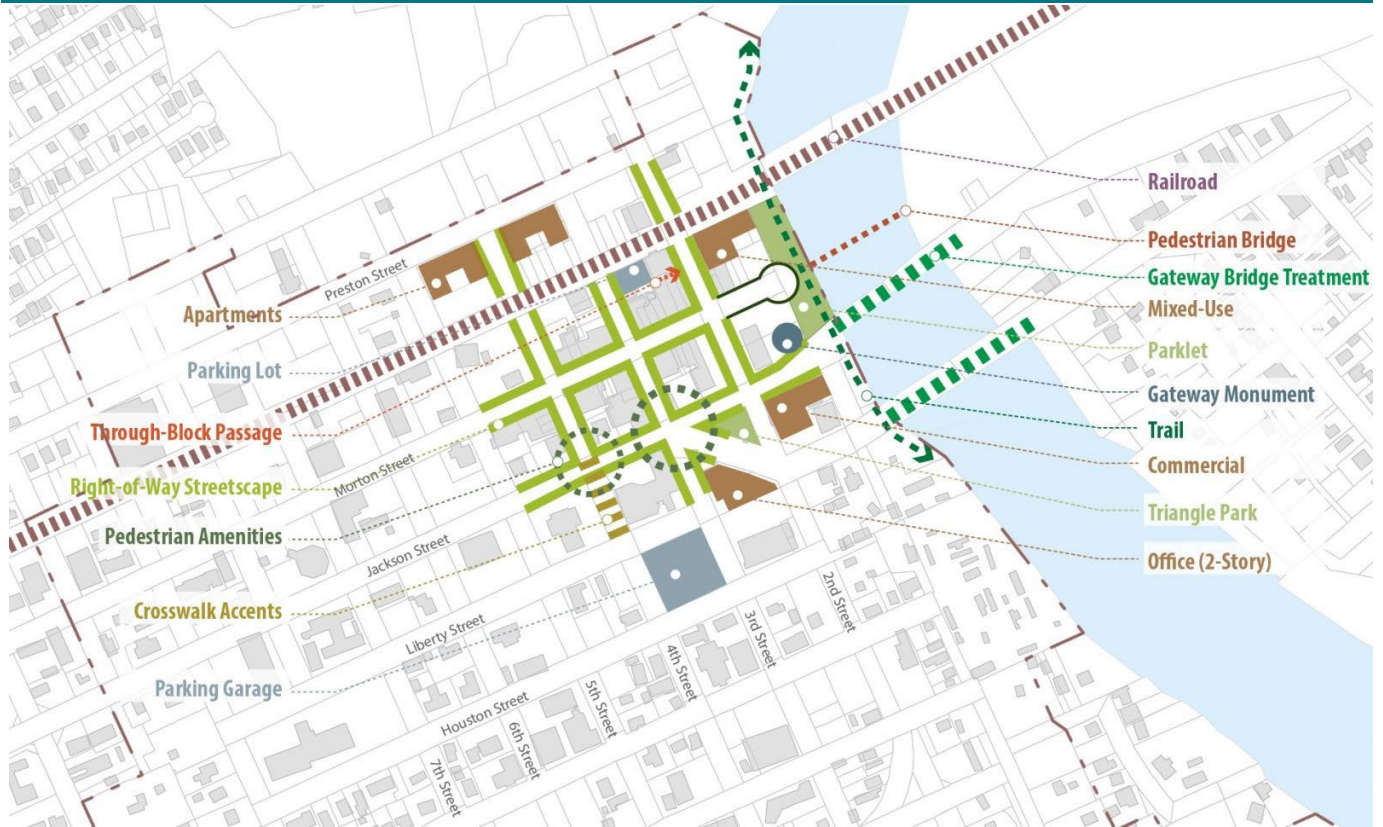 Railroad
Pedestrian Bridge
Gateway Bridge Treatment
Mixed-Use
Parklet
Gateway Monument
Trail
Commercial
Triangle Park
Office (2-Story)
Apartments
Parking Lot
Through-Block Passage
Right-of-Way Streetscape
Pedestrian Amenities
Crosswalk Accents
Parking Garage
Preston Street
Morton Street
Jackson Street
Liberty Street
Houston Street
7th Street
6th Street
5th Street
4th Street
3rd Street
2nd Street